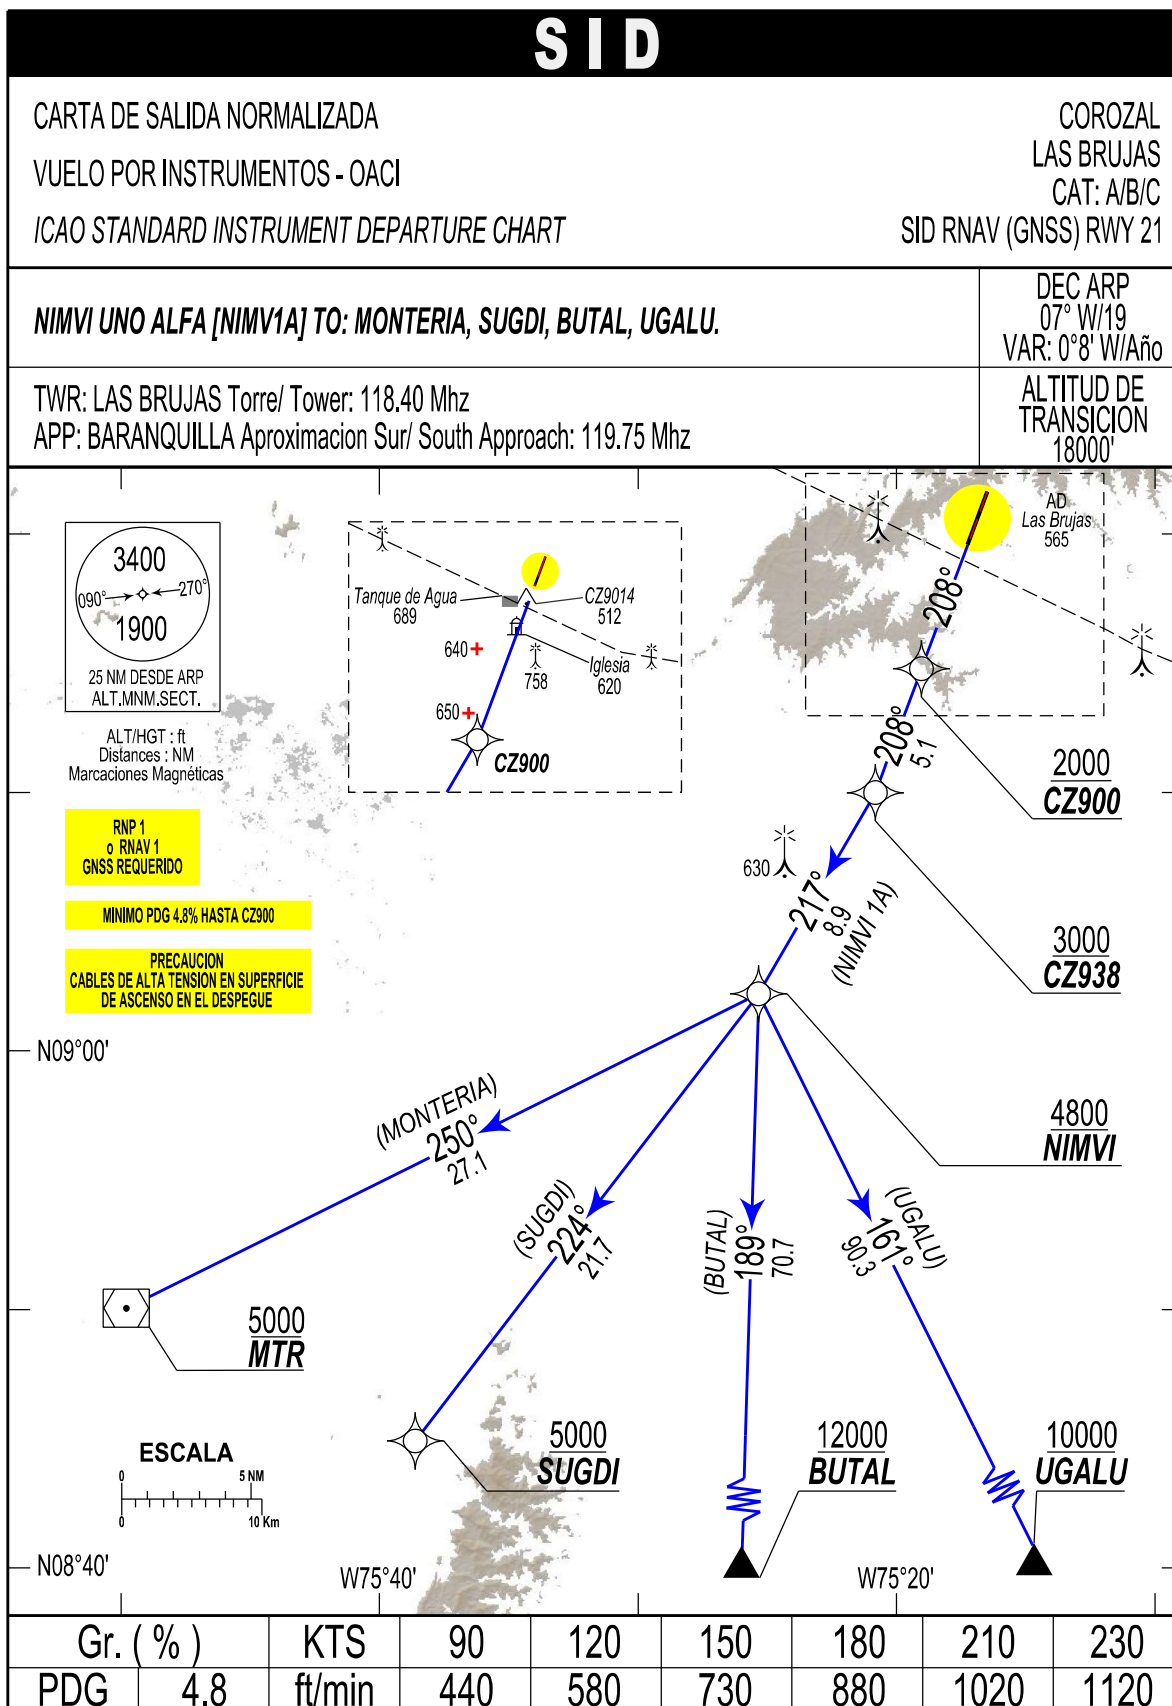 SID
CARTA DE SALIDA NORMALIZADA
VUELO POR INSTRUMENTOS - OACI
ICAO STANDARD INSTRUMENT DEPARTURE CHART
COROZAL
LAS BRUJAS
CAT: A/B/C
SID RNAV (GNSS) RWY 21
NIMVI UNO ALFA [NIMV1A] TO: MONTERIA, SUGDI, BUTAL, UGALU.
DEC ARP
07° W/19
VAR: 0°8' W/Año
TWR: LAS BRUJAS Torre/ Tower: 118.40 Mhz
APP: BARANQUILLA Aproximacion Sur/ South Approach: 119.75 Mhz
ALTITUD DE
TRANSICION
18000'
3400
090°
270°
1900
25 NM DESDE ARP
ALT.MNM.SECT.
ALT/HGT : ft
Distances : NM
Marcaciones Magnéticas
RNP 1
o RNAV 1
GNSS REQUERIDO
MINIMO PDG 4.8% HASTA CZ900
PRECAUCION
CABLES DE ALTA TENSION EN SUPERFICIE
DE ASCENSO EN EL DESPEGUE
Tanque de Agua
689
CZ9014
512
640
758
Iglesia
620
650
CZ900
AD
Las Brujas
565
208°
208°
5.1
2000
CZ900
630
217°
8.9
(NIMVI 1A)
3000
CZ938
N09°00'
4800
NIMVI
(MONTERIA)
250°
27.1
(SUGDI)
224°
21.7
(BUTAL)
189°
70.7
(UGALU)
161°
90.3
5000
MTR
5000
SUGDI
12000
BUTAL
10000
UGALU
ESCALA
0 5 NM
0 10 Km
N08°40'
W75°40'
W75°20'
Gr. ( % ) KTS 90 120 150 180 210 230
PDG 4.8 ft/min 440 580 730 880 1020 1120